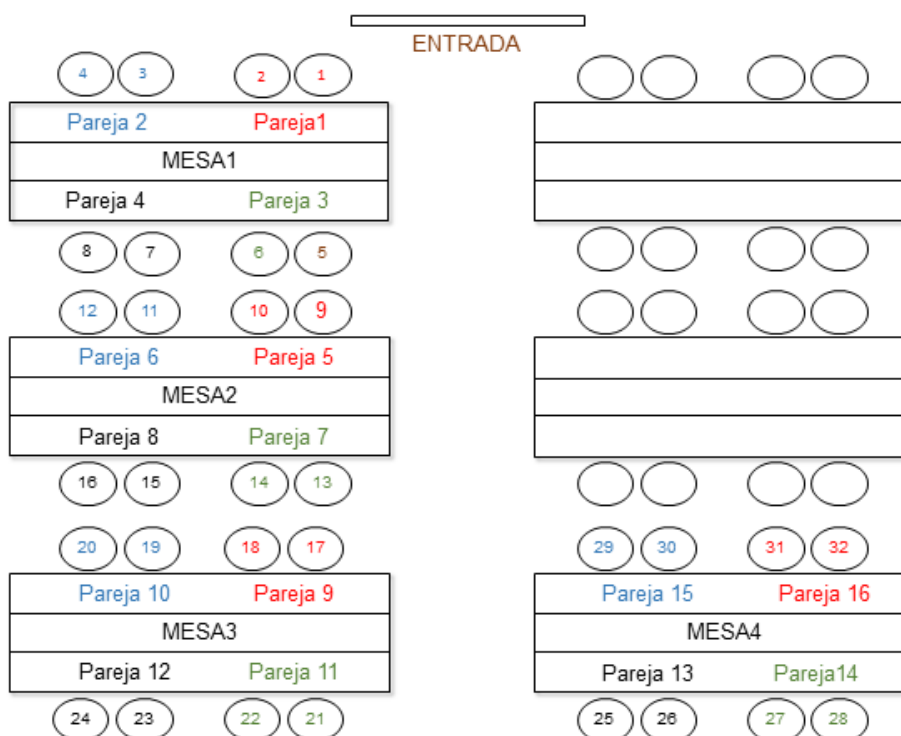 ENTRADA
4 3 2 1
Pareja 2 Pareja1
MESA1
Pareja 4 Pareja 3
8 7 6 5
12 11 10 9
Pareja 6 Pareja 5
MESA2
Pareja 8 Pareja 7
16 15 14 13
20 19 18 17 29 30 31 32
Pareja 10 Pareja 9 Pareja 15 Pareja 16
MESA3 MESA4
Pareja 12 Pareja 11 Pareja 13 Pareja14
24 23 22 21 25 26 27 28